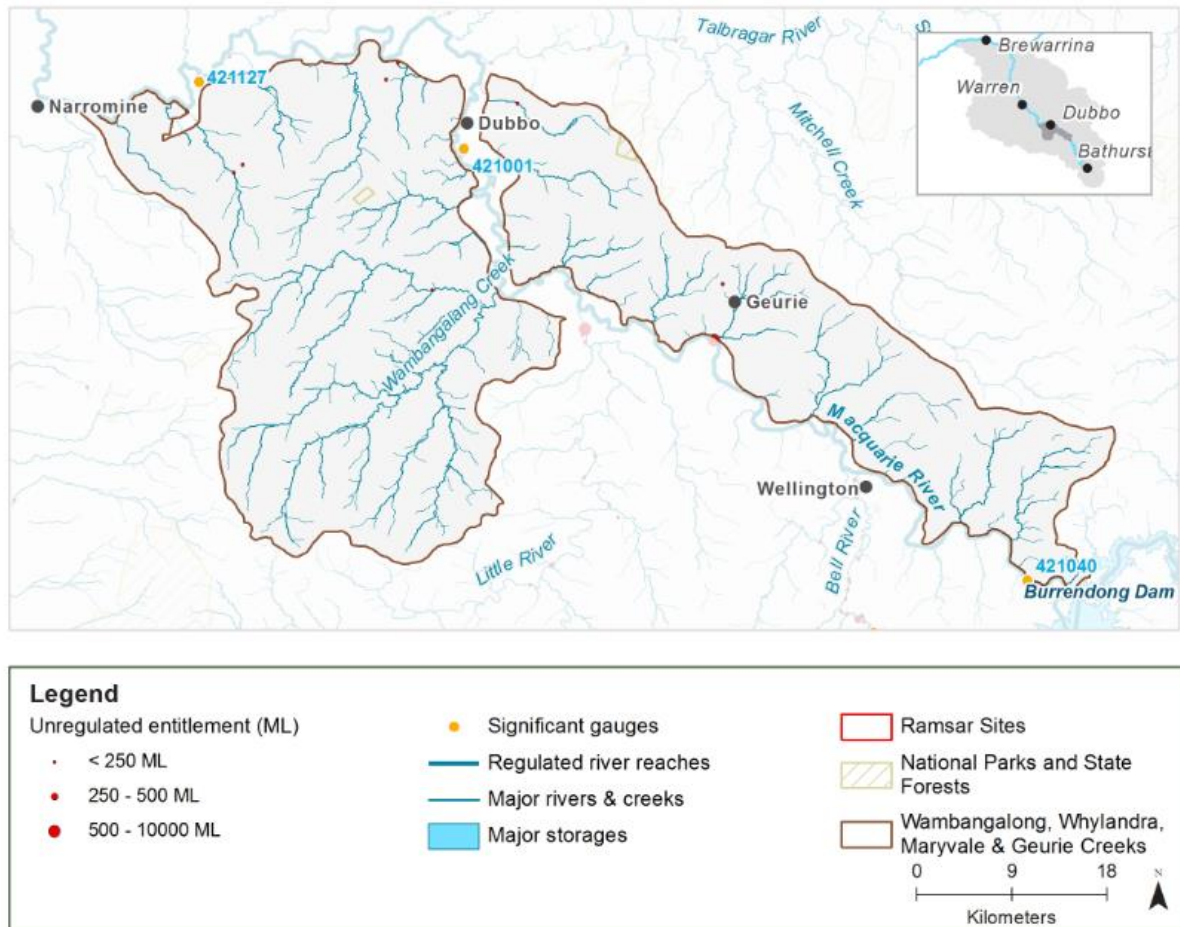 Talbragar River
S
Brewarrina
Warren
Dubbo
Bathurst
421127
Narromine
Dubbo
421001
Mitchell Creek
Wambangalang Creek
Geurie
Macquarie River
Wellington
Little River
Bell River
421040
Burrendong Dam
Legend
Unregulated entitlement (ML)
< 250 ML
250 - 500 ML
500 - 10000 ML
Significant gauges
Regulated river reaches
Major rivers & creeks
Major storages
Ramsar Sites
National Parks and State
Forests
Wambangalong, Whylandra,
Maryvale & Geurie Creeks
0 9 18
Kilometers
N